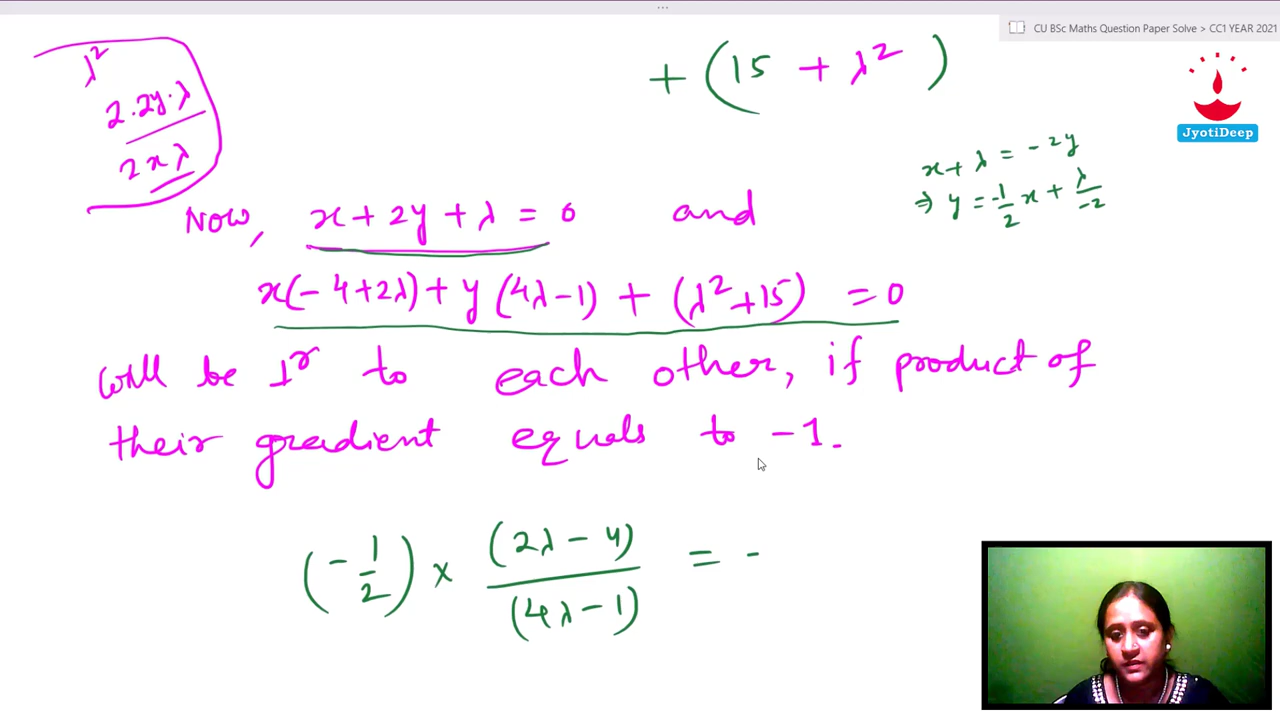 CU BSc Maths Question Paper Solve > CC1 YEAR 2021
JyotiDeep
λ²
2·2y·λ
2xλ
+ (15 + λ²)
x + λ = -2y
⇒ y = -1/2 x + λ/-2
Now, x + 2y + λ = 0 and
x(-4+2λ) + y(4λ-1) + (λ²+15) = 0
will be ⊥r to each other, if product of
their gradient equals to -1.
(-1/2) × (2λ-4)/(4λ-1) = -